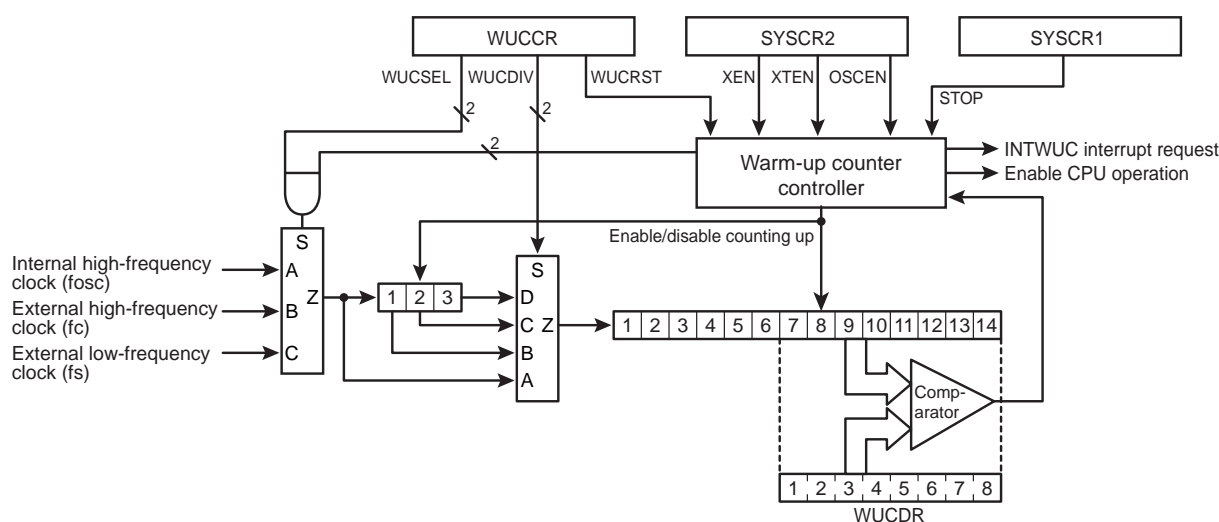 WUCCR
SYSCR2
SYSCR1
WUCSEL
WUCDIV
WUCRST
XEN
XTEN
OSCEN
STOP
2
2
2
Warm-up counter
controller
INTWUC interrupt request
Enable CPU operation
Enable/disable counting up
S
S
Internal high-frequency
clock (fosc)
A
External high-frequency
clock (fc)
B
Z
External low-frequency
clock (fs)
C
1 2 3
D
C
Z
B
A
1 2 3 4 5 6 7 8 9 10 11 12 13 14
Comp-
arator
1 2 3 4 5 6 7 8
WUCDR